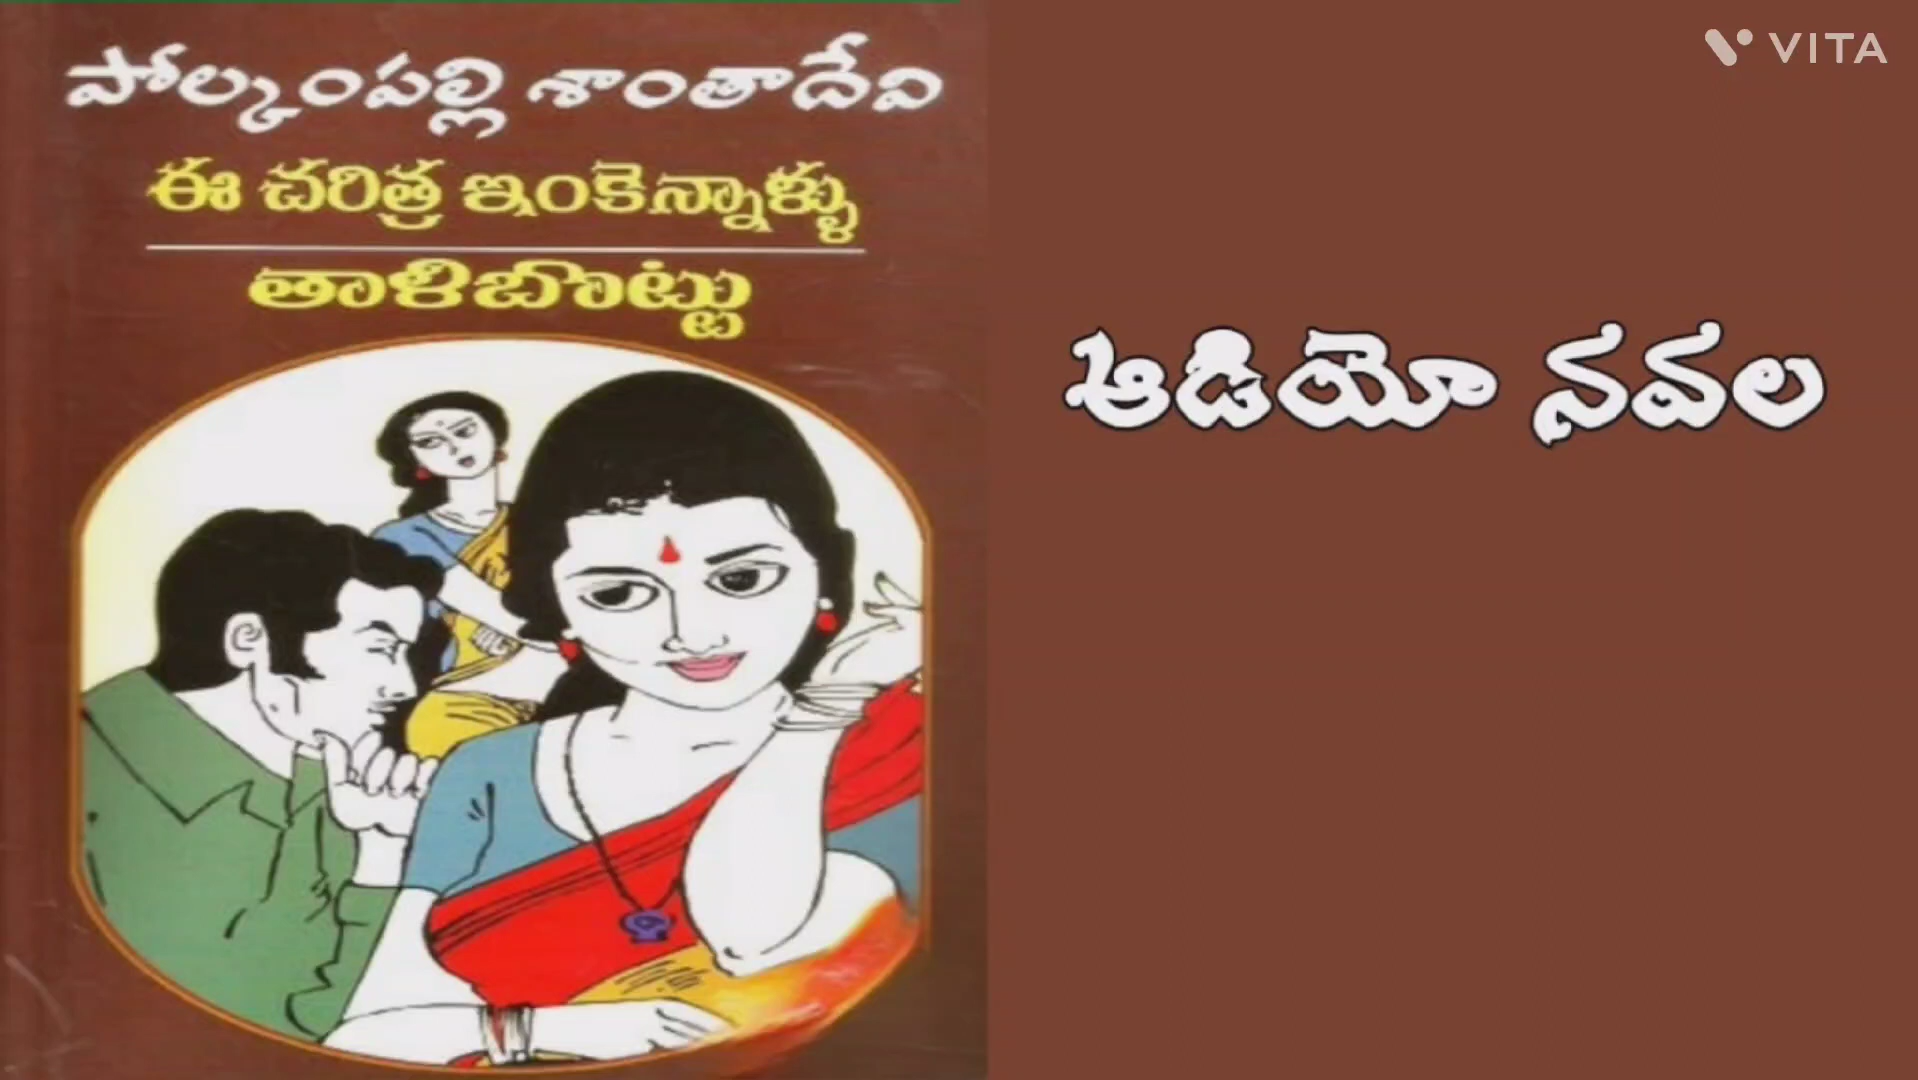 పోల్కంపల్లి శాంతాదేవి
ఈ చరిత్ర ఇంకెన్నాళ్ళు
తాళిబొట్టు
ఆడియో నవల
VITA